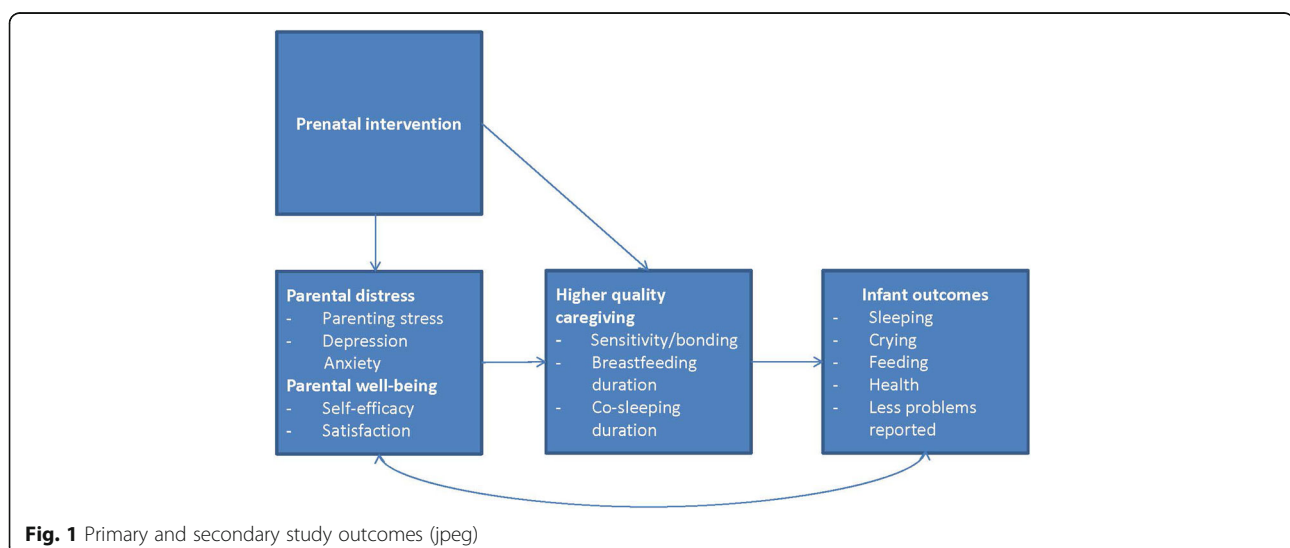 Prenatal intervention
Parental distress
- Parenting stress
- Depression
Anxiety
Parental well-being
- Self-efficacy
- Satisfaction
Higher quality
caregiving
- Sensitivity/bonding
- Breastfeeding
duration
- Co-sleeping
duration
Infant outcomes
- Sleeping
- Crying
- Feeding
- Health
- Less problems
reported
Fig. 1 Primary and secondary study outcomes (jpeg)